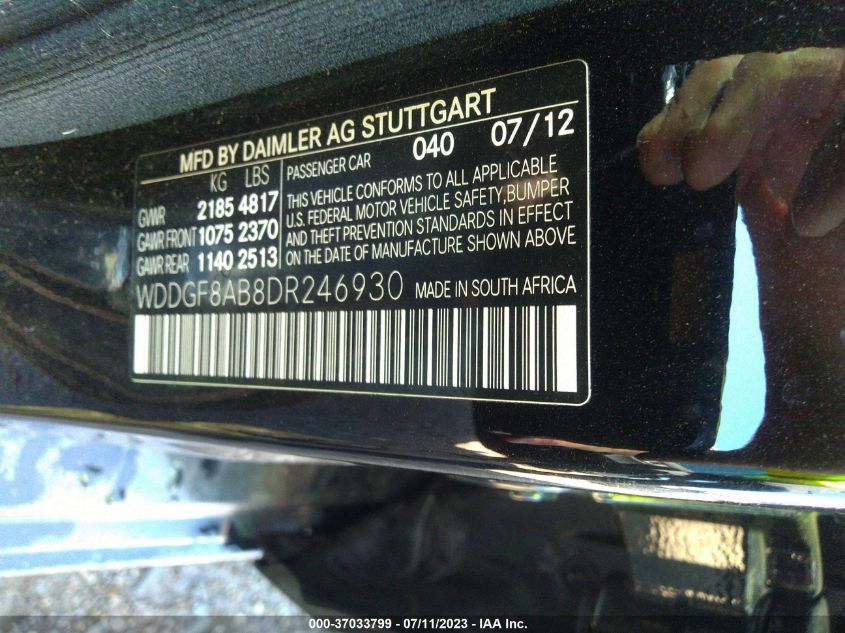 MFD BY DAIMLER AG STUTTGART
KG LBS
GWR 2185 4817
GAWR FRONT 1075 2370
GAWR REAR 1140 2513
PASSENGER CAR 040 07/12
THIS VEHICLE CONFORMS TO ALL APPLICABLE
U.S. FEDERAL MOTOR VEHICLE SAFETY,BUMPER
AND THEFT PREVENTION STANDARDS IN EFFECT
ON THE DATE OF MANUFACTURE SHOWN ABOVE
WDDGF8AB8DR246930 MADE IN SOUTH AFRICA
000-37033799 - 07/11/2023 - IAA Inc.